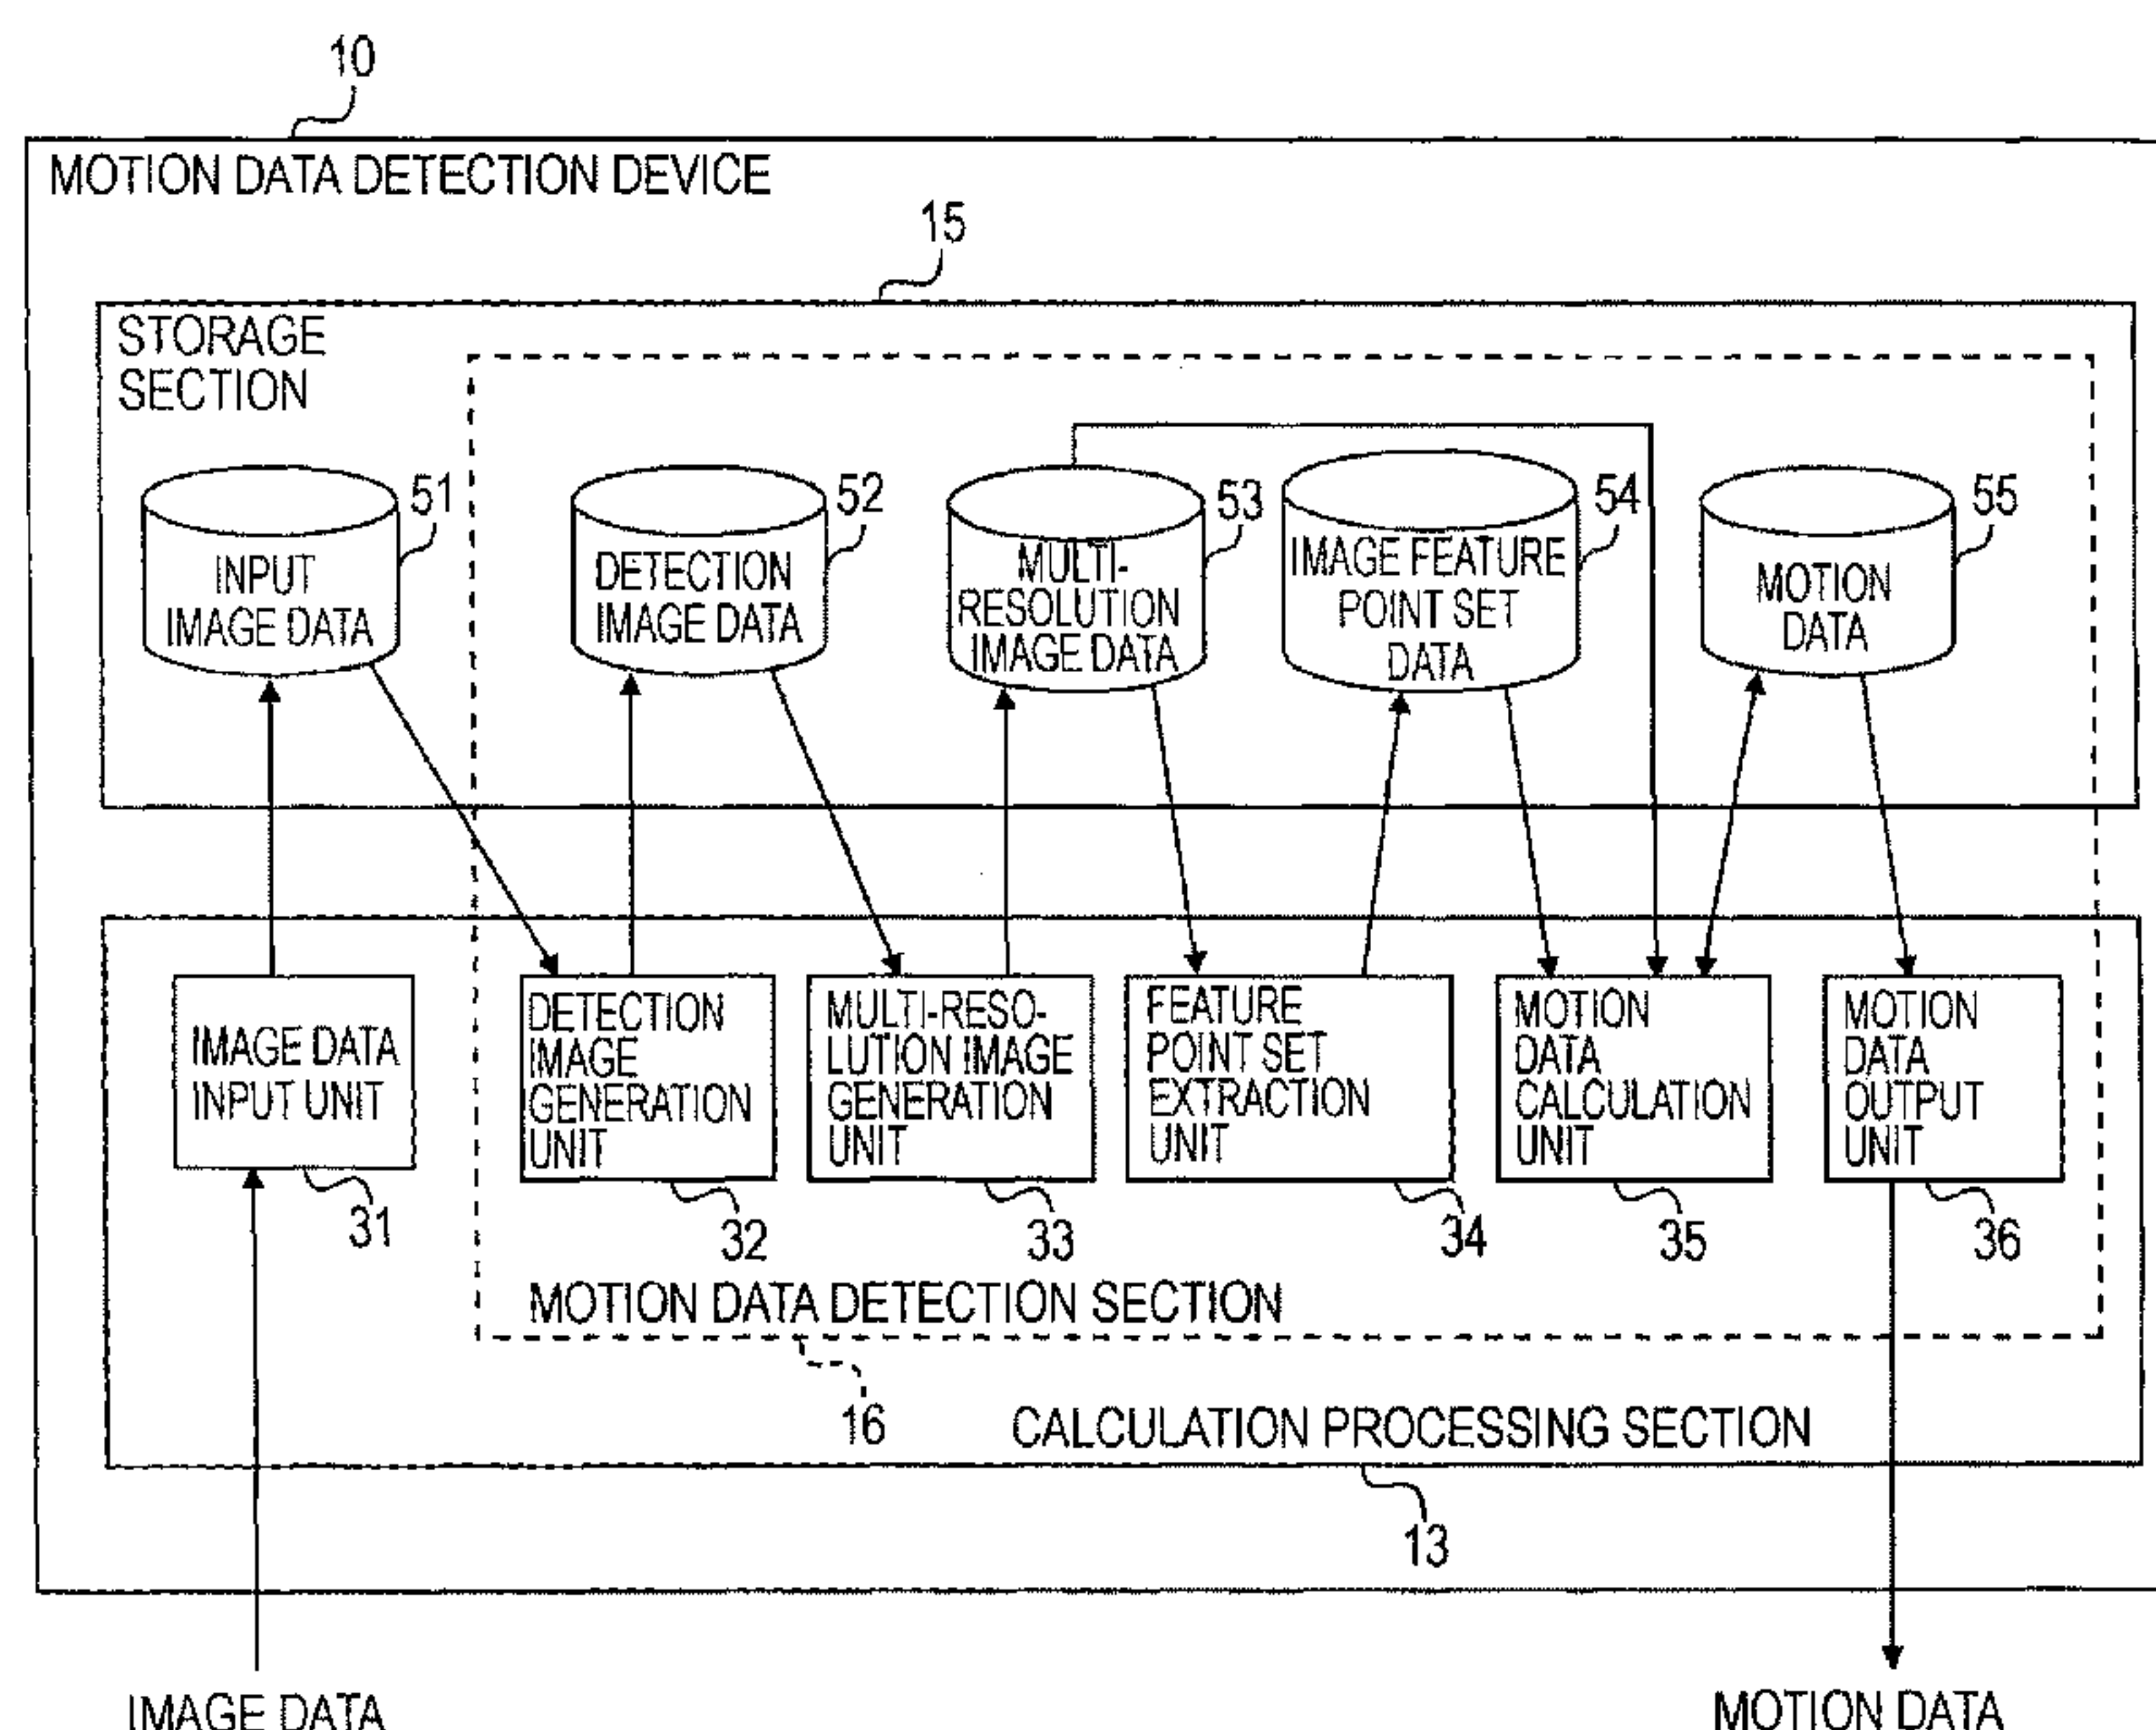 10
MOTION DATA DETECTION DEVICE
15
STORAGE
SECTION
51
INPUT
IMAGE DATA
52
DETECTION
IMAGE DATA
53
MULTI-
RESOLUTION
IMAGE DATA
54
IMAGE FEATURE
POINT SET
DATA
55
MOTION
DATA
IMAGE DATA
INPUT UNIT
31
DETECTION
IMAGE
GENERATION
UNIT
32
MULTI-RESO-
LUTION IMAGE
GENERATION
UNIT
33
FEATURE
POINT SET
EXTRACTION
UNIT
34
MOTION
DATA
CALCULATION
UNIT
35
MOTION
DATA
OUTPUT
UNIT
36
MOTION DATA DETECTION SECTION
16
CALCULATION PROCESSING SECTION
13
IMAGE DATA
MOTION DATA